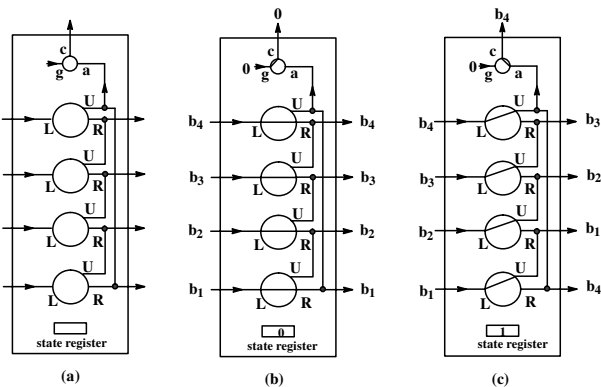 c
g a
U
L R
U
L R
U
L R
U
L R
state register
(a)
0
c
0 g a
U
b4 L R b4
U
b3 L R b3
U
b2 L R b2
U
b1 L R b1
0
state register
(b)
b4
c
0 g a
U
b4 L R b3
U
b3 L R b2
U
b2 L R b1
U
b1 L R b4
1
state register
(c)